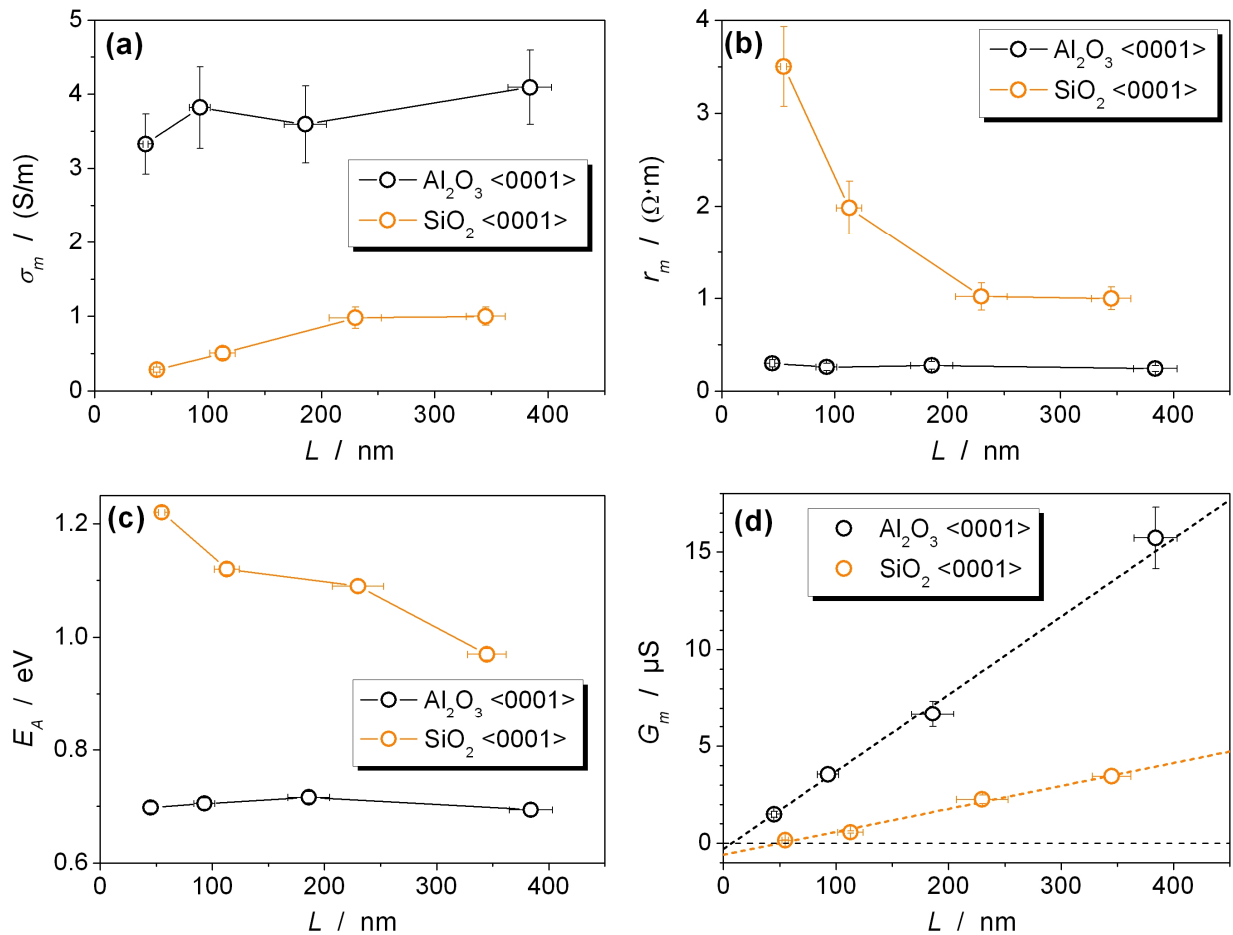 (a)
5
4
3
2
1
0
σm / (S/m)
Al2O3 <0001>
SiO2 <0001>
0 100 200 300 400
L / nm
(b)
4
3
2
1
0
rm / (Ω·m)
Al2O3 <0001>
SiO2 <0001>
0 100 200 300 400
L / nm
(c)
1.2
1.0
0.8
0.6
EA / eV
Al2O3 <0001>
SiO2 <0001>
0 100 200 300 400
L / nm
(d)
15
10
5
0
Gm / µS
Al2O3 <0001>
SiO2 <0001>
0 100 200 300 400
L / nm